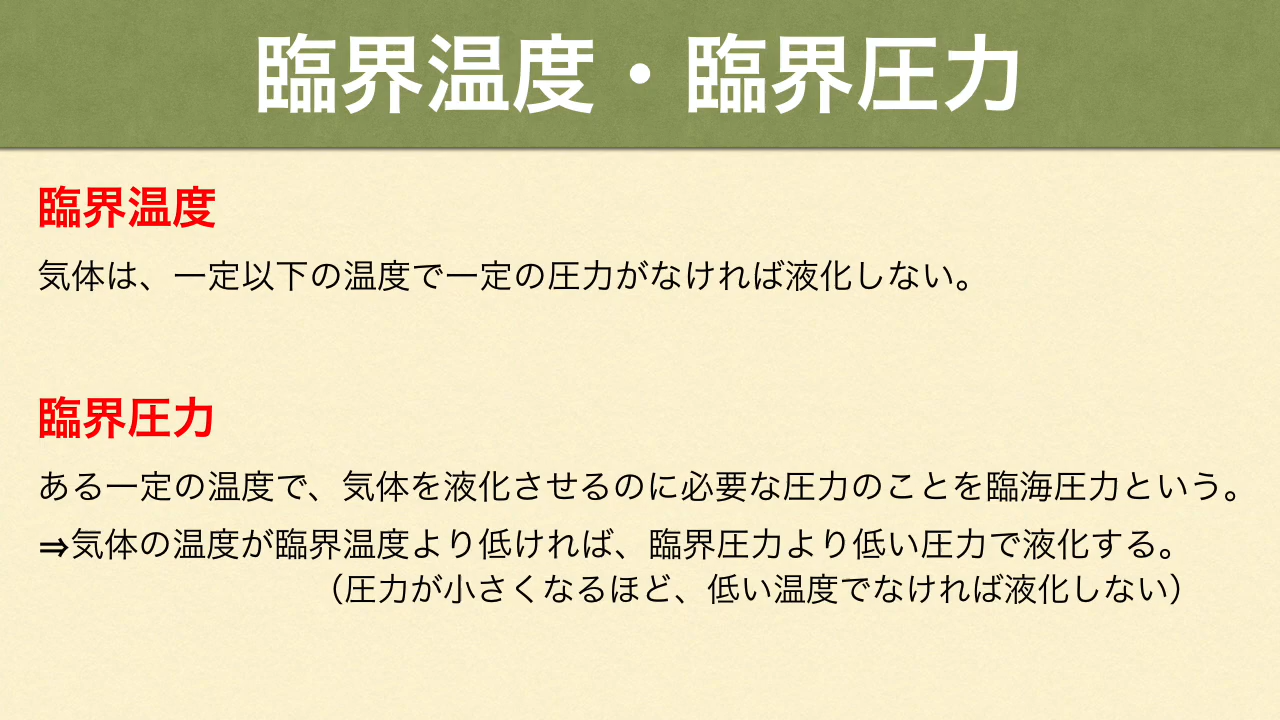 臨界温度・臨界圧力
臨界温度
気体は、一定以下の温度で一定の圧力がなければ液化しない。
臨界圧力
ある一定の温度で、気体を液化させるのに必要な圧力のことを臨海圧力という。
⇒気体の温度が臨界温度より低ければ、臨界圧力より低い圧力で液化する。
（圧力が小さくなるほど、低い温度でなければ液化しない）